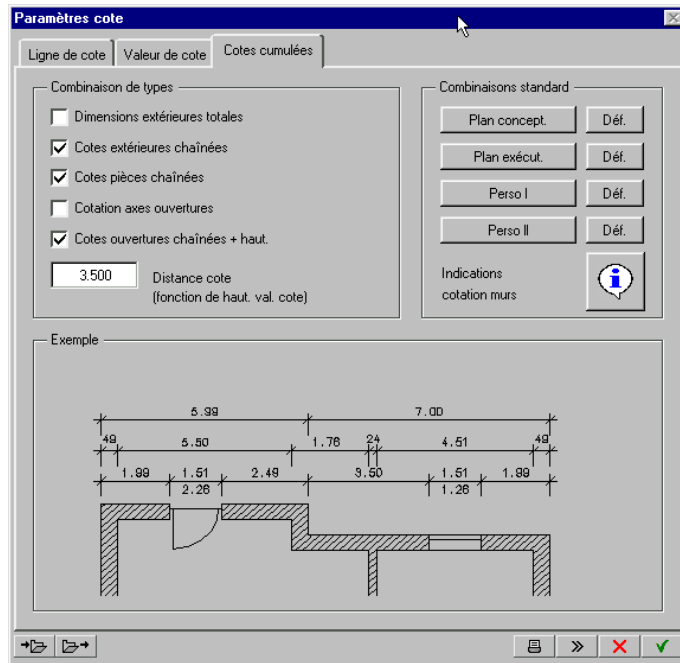 Paramètres cote
Ligne de cote
Valeur de cote
Cotes cumulées
Combinaison de types
Dimensions extérieures totales
Cotes extérieures chaînées
Cotes pièces chaînées
Cotation axes ouvertures
Cotes ouvertures chaînées + haut.
3.500
Distance cote
(fonction de haut. val. cote)
Combinaisons standard
Plan concept.
Déf.
Plan exécut.
Déf.
Perso I
Déf.
Perso II
Déf.
Indications
cotation murs
Exemple
5.99 7.00
49 5.50 1.76 24 4.51 49
1.99 1.51 2.49 3.50 1.51 1.99
2.26 1.26